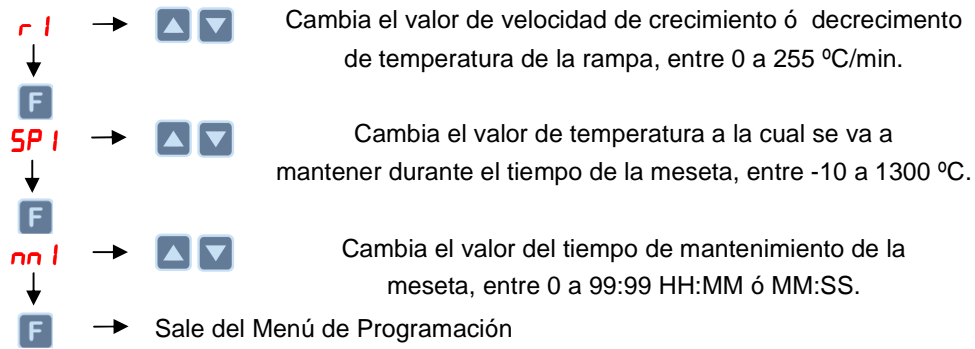 r1 Cambia el valor de velocidad de crecimiento ó decrecimento
de temperatura de la rampa, entre 0 a 255 ºC/min.
F
SP1 Cambia el valor de temperatura a la cual se va a
mantener durante el tiempo de la meseta, entre -10 a 1300 ºC.
F
nn1 Cambia el valor del tiempo de mantenimiento de la
meseta, entre 0 a 99:99 HH:MM ó MM:SS.
F Sale del Menú de Programación